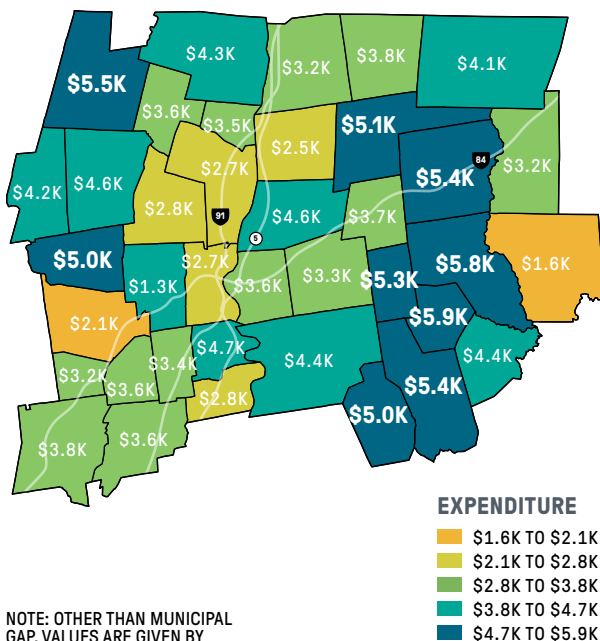 $4.3K
$3.2K
$3.8K
$4.1K
$5.5K
$3.6K
$3.5K
$5.1K
$2.5K
$2.7K
84
$3.2K
$5.4K
$4.2K
$4.6K
$2.8K
91
$4.6K
$3.7K
5
$5.0K
$2.7K
$5.8K
$1.6K
$1.3K
$3.6K
$3.3K
$5.3K
$2.1K
$5.9K
$4.7K
$4.4K
$4.4K
$3.2K
$3.6K
$3.4K
$2.8K
$5.4K
$5.0K
$3.8K
$3.6K
EXPENDITURE
$1.6K TO $2.1K
$2.1K TO $2.8K
$2.8K TO $3.8K
$3.8K TO $4.7K
$4.7K TO $5.9K
NOTE: OTHER THAN MUNICIPAL
GAP, VALUES ARE GIVEN BY